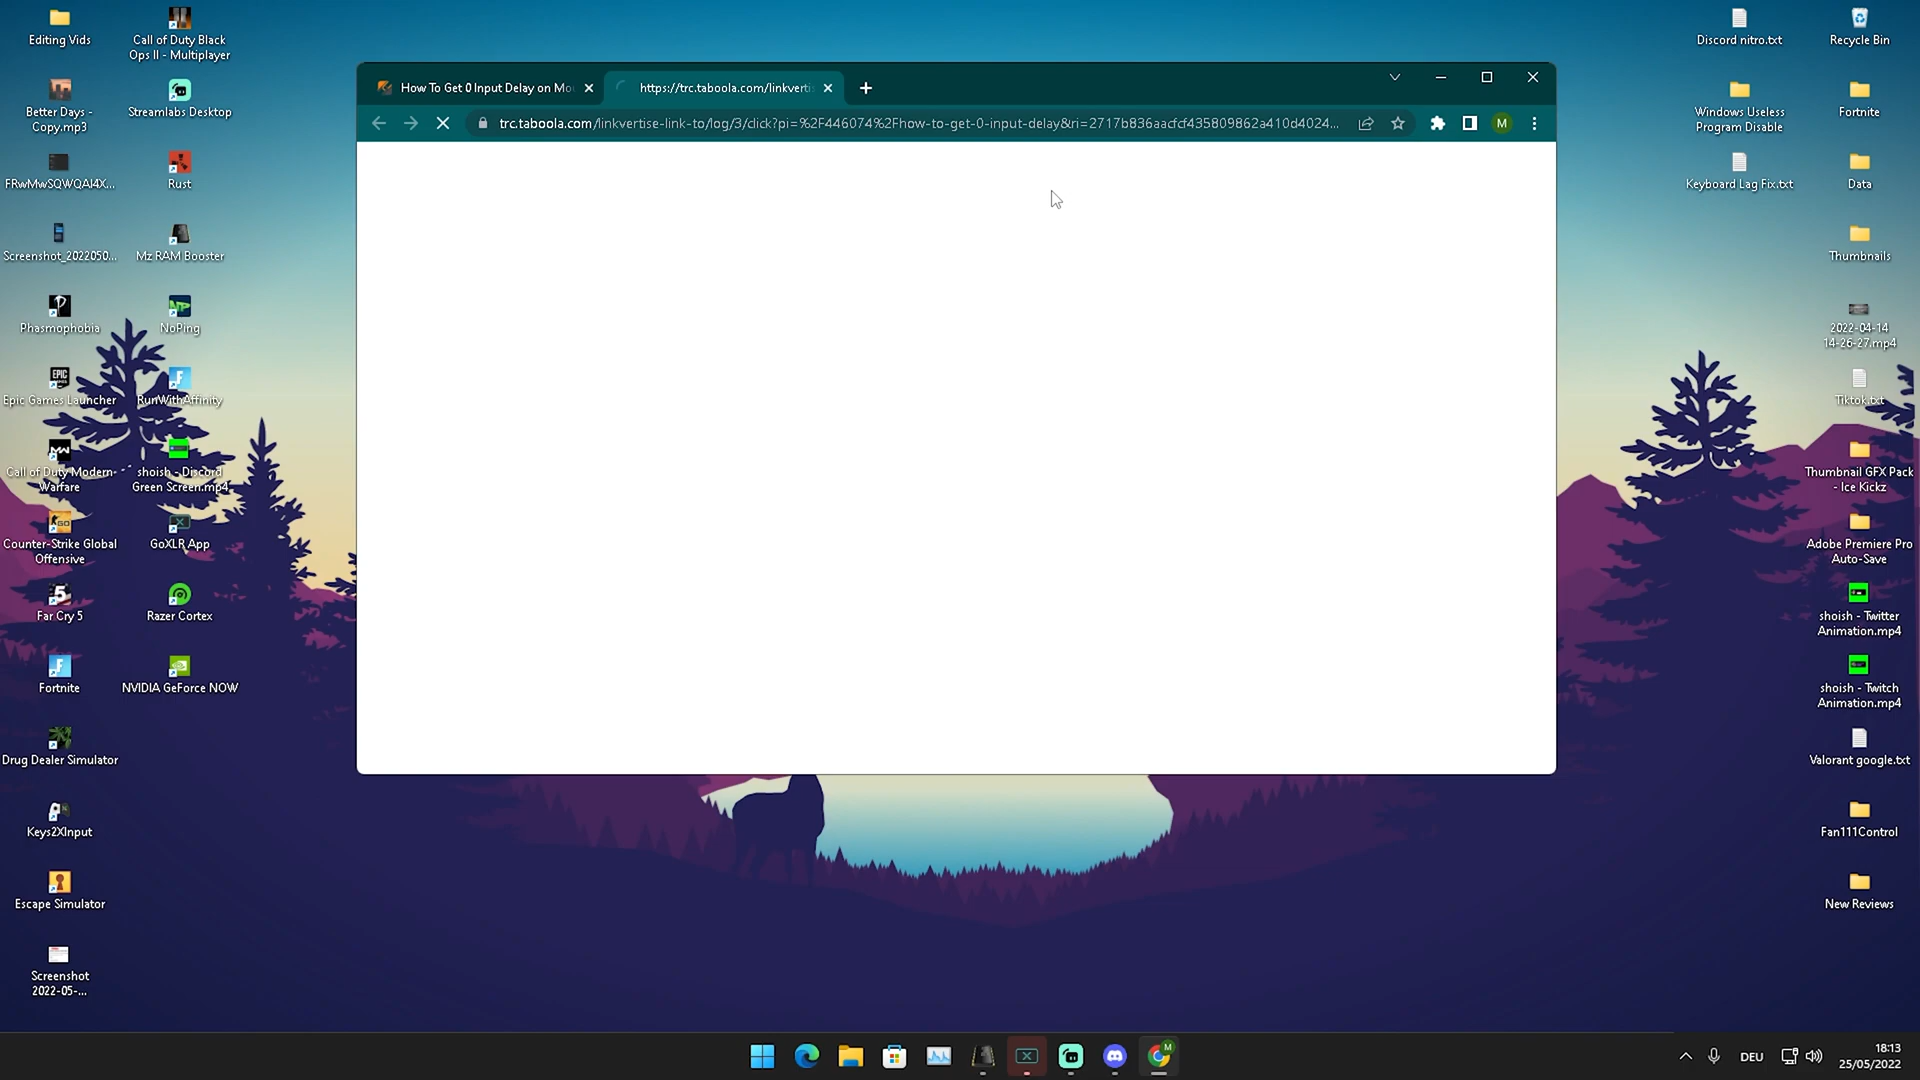 Editing Vids
Call of Duty Black
Ops II - Multiplayer
Better Days -
Copy.mp3
Streamlabs Desktop
FRwMwSQWQAI4X...
Rust
Screenshot_2022050...
Mz RAM Booster
Phasmophobia
NoPing
Epic Games Launcher
RunWithAffinity
Call of Duty Modern
Warfare
shoish - Discord
Green Screen.mp4
Counter-Strike Global
Offensive
GoXLR App
Far Cry 5
Razer Cortex
Fortnite
NVIDIA GeForce NOW
Drug Dealer Simulator
Keys2XInput
Escape Simulator
Screenshot
2022-05-...
How To Get 0 Input Delay on Mo
https://trc.taboola.com/linkverti
trc.taboola.com/linkvertise-link-to/log/3/click?pi=%2F446074%2Fhow-to-get-0-input-delay&ri=2717b836aacfcf435809862a410d4024...
M
Discord nitro.txt
Recycle Bin
Windows Useless
Program Disable
Fortnite
Keyboard Lag Fix.txt
Data
Thumbnails
2022-04-14
14-26-27.mp4
Tiktok.txt
Thumbnail GFX Pack
- Ice Kickz
Adobe Premiere Pro
Auto-Save
shoish - Twitter
Animation.mp4
shoish - Twitch
Animation.mp4
Valorant google.txt
Fan111Control
New Reviews
M
DEU
18:13
25/05/2022